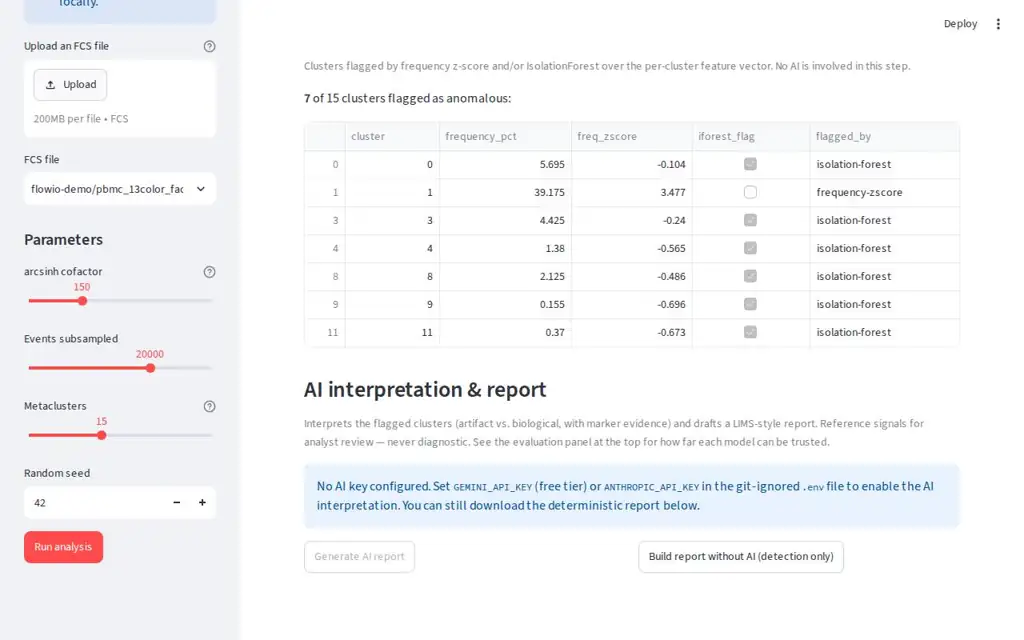 locally.
Upload an FCS file
Upload
200MB per file • FCS
FCS file
flowio-demo/pbmc_13color_fac
Parameters
arcsinh cofactor
150
Events subsampled
20000
Metaclusters
15
Random seed
42
Run analysis
Deploy
Clusters flagged by frequency z-score and/or IsolationForest over the per-cluster feature vector. No AI is involved in this step.
7 of 15 clusters flagged as anomalous:
cluster frequency_pct freq_zscore iforest_flag flagged_by
0 0 5.695 -0.104 isolation-forest
1 1 39.175 3.477 frequency-zscore
3 3 4.425 -0.24 isolation-forest
4 4 1.38 -0.565 isolation-forest
8 8 2.125 -0.486 isolation-forest
9 9 0.155 -0.696 isolation-forest
11 11 0.37 -0.673 isolation-forest
AI interpretation & report
Interprets the flagged clusters (artifact vs. biological, with marker evidence) and drafts a LIMS-style report. Reference signals for
analyst review — never diagnostic. See the evaluation panel at the top for how far each model can be trusted.
No AI key configured. Set GEMINI_API_KEY (free tier) or ANTHROPIC_API_KEY in the git-ignored .env file to enable the AI
interpretation. You can still download the deterministic report below.
Generate AI report
Build report without AI (detection only)